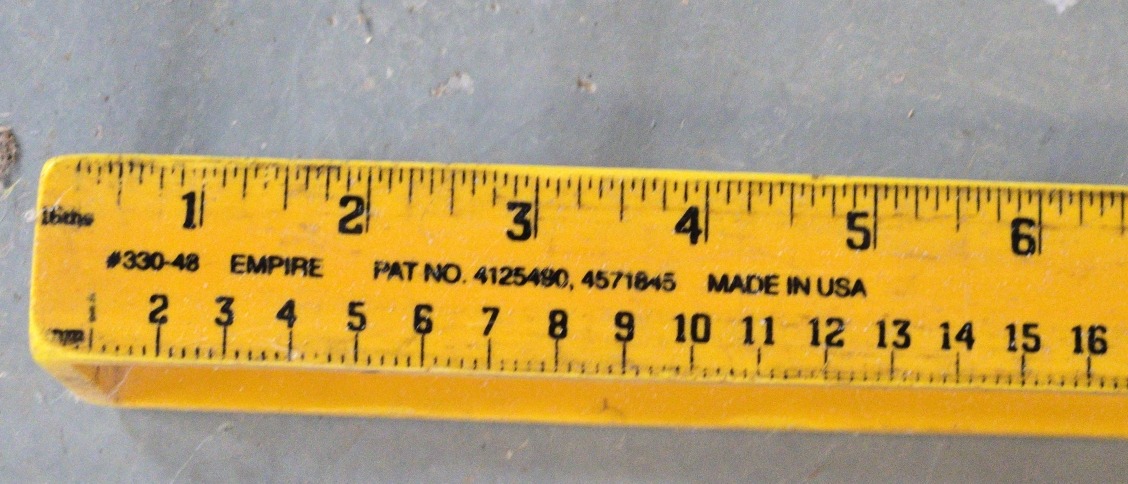 1 2 3 4 5 6
16ths
#330-48 EMPIRE PAT NO. 4125490, 4571845 MADE IN USA
2 3 4 5 6 7 8 9 10 11 12 13 14 15 16
mm